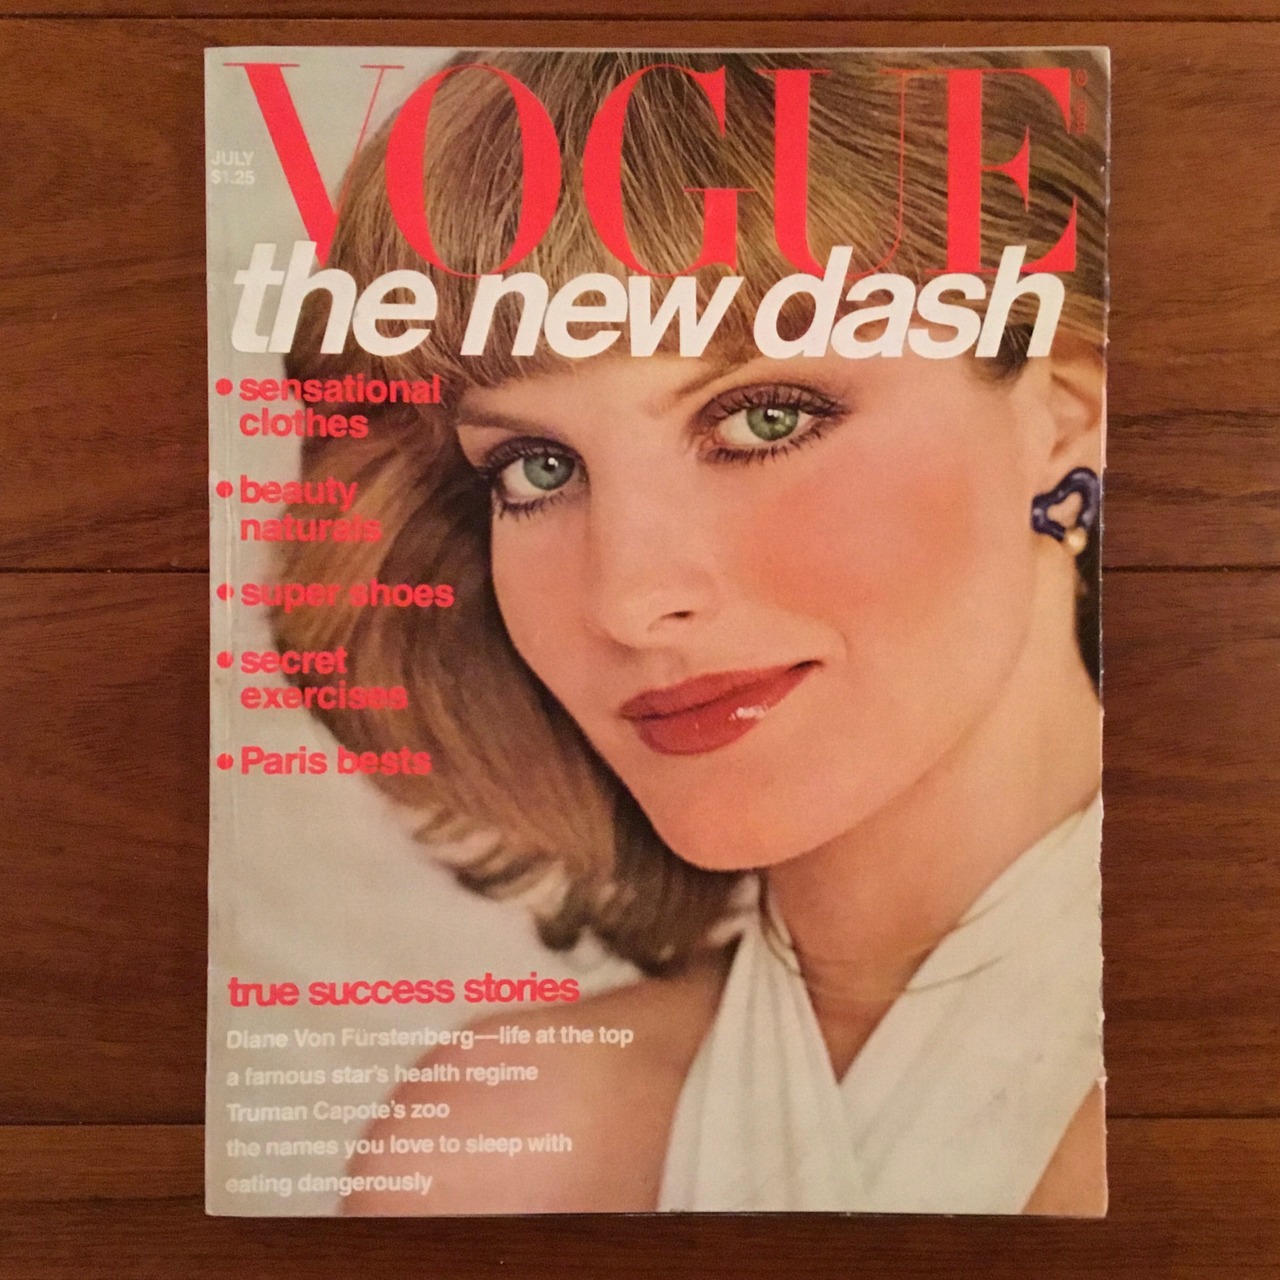 VOGUE
JULY
$1.25
the new dash
• sensational
clothes
• beauty
naturals
• super shoes
• secret
exercises
• Paris bests
true success stories
Diane Von Fürstenberg—life at the top
a famous star's health regime
Truman Capote's zoo
the names you love to sleep with
eating dangerously